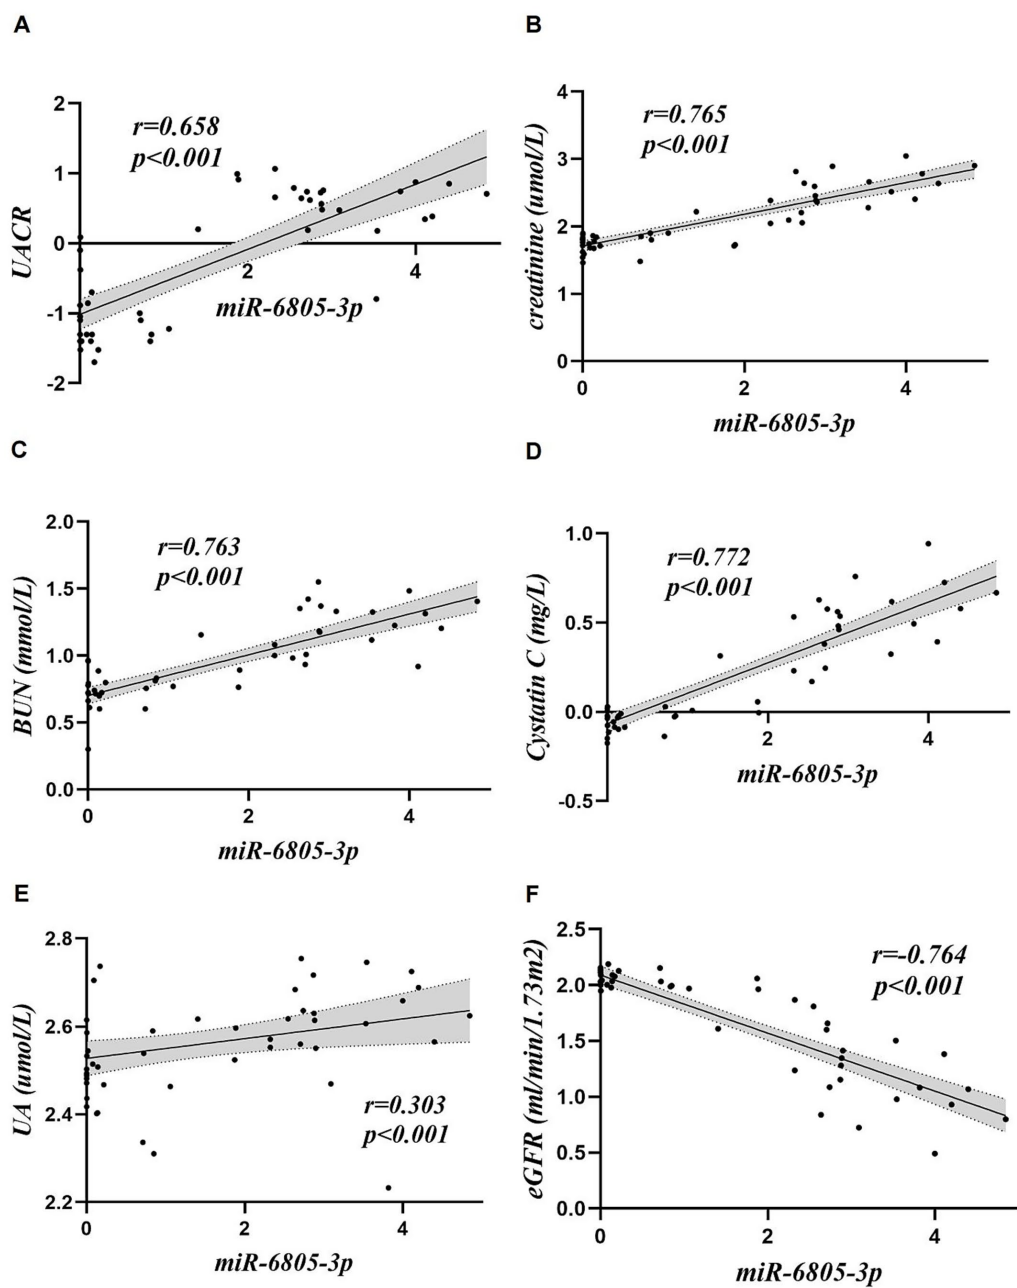 A
B
2
1
0
-1
-2
2
4
r=0.658
p<0.001
UACR
miR-6805-3p
4
3
2
1
0
0
2
4
r=0.765
p<0.001
creatinine (umol/L)
miR-6805-3p
C
D
2.0
1.5
1.0
0.5
0.0
0
2
4
r=0.763
p<0.001
BUN (mmol/L)
miR-6805-3p
1.0
0.5
0.0
-0.5
2
4
r=0.772
p<0.001
Cystatin C (mg/L)
miR-6805-3p
E
F
2.8
2.6
2.4
2.2
0
2
4
r=0.303
p<0.001
UA (umol/L)
miR-6805-3p
2.5
2.0
1.5
1.0
0.5
0.0
0
2
4
r=-0.764
p<0.001
eGFR (ml/min/1.73m2)
miR-6805-3p